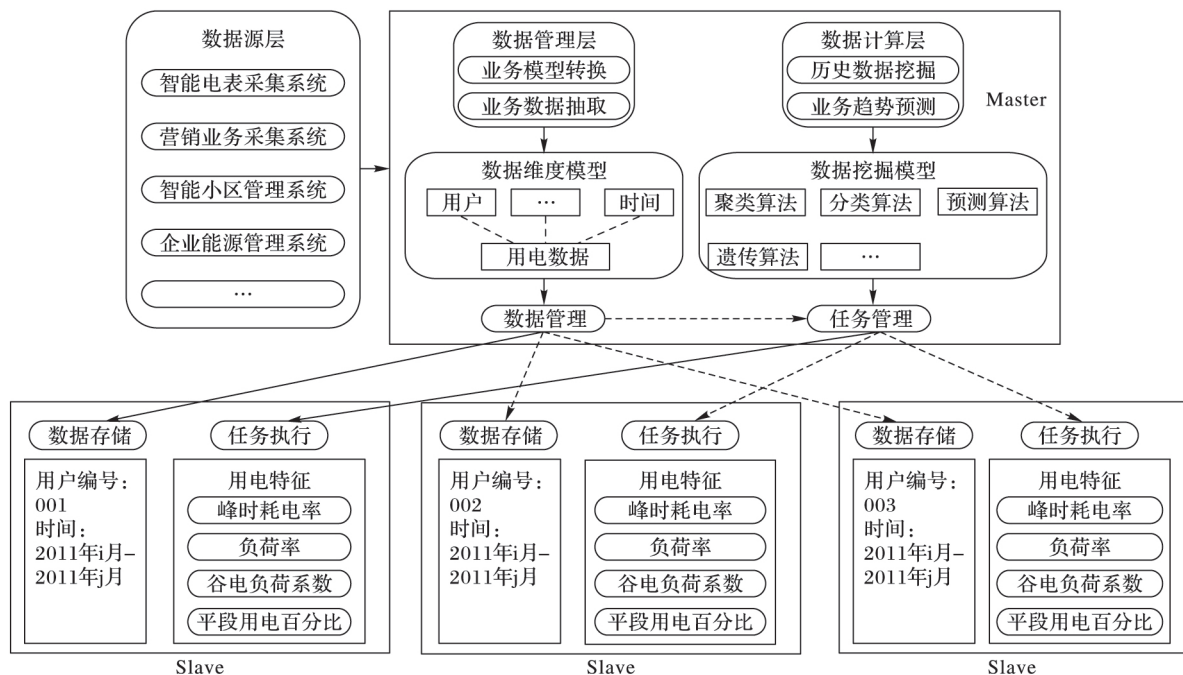 数据源层
智能电表采集系统
营销业务采集系统
智能小区管理系统
企业能源管理系统
…
数据管理层
业务模型转换
业务数据抽取
数据计算层
历史数据挖掘
业务趋势预测
Master
数据维度模型
用户
…
时间
用电数据
数据挖掘模型
聚类算法
分类算法
预测算法
遗传算法
…
数据管理
任务管理
数据存储
用户编号：
001
时间：
2011年i月–
2011年j月
任务执行
用电特征
峰时耗电率
负荷率
谷电负荷系数
平段用电百分比
Slave
数据存储
用户编号：
002
时间：
2011年i月–
2011年j月
任务执行
用电特征
峰时耗电率
负荷率
谷电负荷系数
平段用电百分比
Slave
数据存储
用户编号：
003
时间：
2011年i月–
2011年j月
任务执行
用电特征
峰时耗电率
负荷率
谷电负荷系数
平段用电百分比
Slave